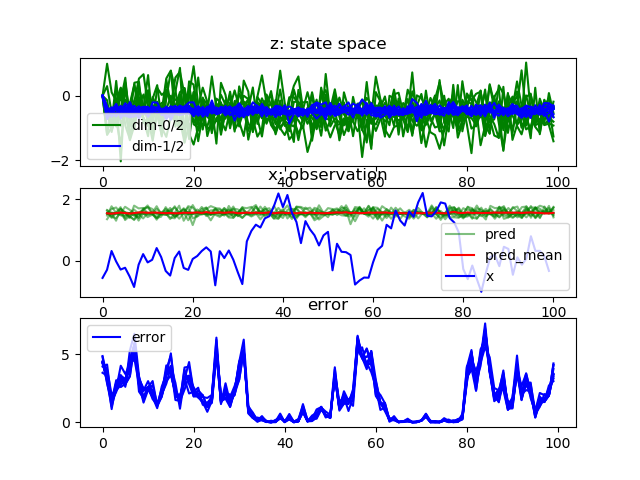 z: state space
0
−2
dim-0/2
dim-1/2
0
20
40
60
80
100
x: observation
2
0
pred
pred_mean
x
0
20
40
60
80
100
error
5
0
error
0
20
40
60
80
100